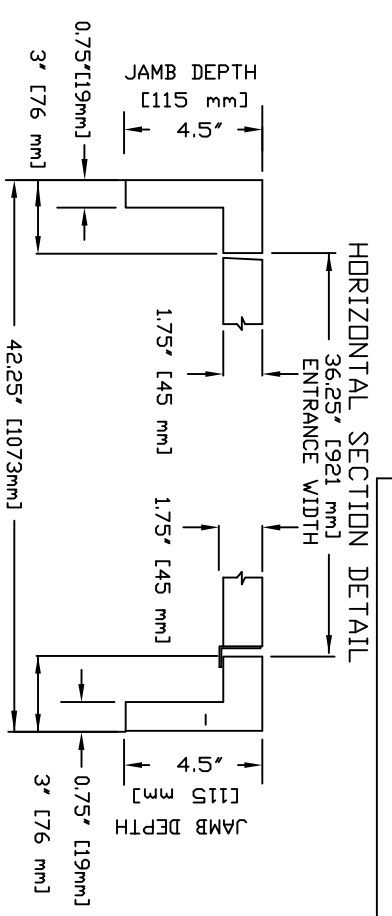 HORIZONTAL SECTION DETAIL
36.25" [921 mm]
ENTRANCE WIDTH
JAMB DEPTH
[115 mm]
4.5"
0.75"[19mm]
3" [76 mm]
1.75" [45 mm]
1.75" [45 mm]
42.25" [1073mm]
4.5"
[115 mm]
JAMB DEPTH
0.75" [19mm]
3" [76 mm]